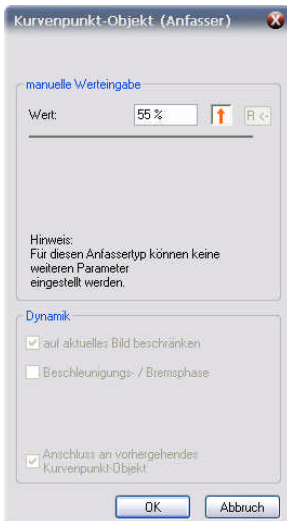 Kurvenpunkt-Objekt (Anfasser)
manuelle Werteingabe
Wert: 55 % R <-
Hinweis:
Für diesen Anfassertyp können keine
weiteren Parameter
eingestellt werden.
Dynamik
auf aktuelles Bild beschränken
Beschleunigungs- / Bremsphase
Anschluss an vorhergehendes
Kurvenpunkt-Objekt
OK Abbruch